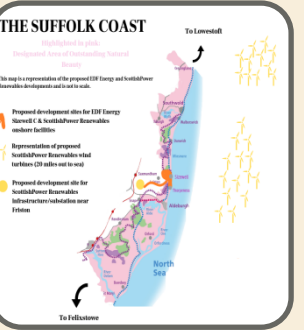 THE SUFFOLK COAST
Highlighted in pink:
Designated Area of Outstanding Natural
Beauty
This map is a representation of the proposed EDF Energy and ScottishPower
Renewables developments and is not to scale.
Proposed development sites for EDF Energy
Sizewell C & ScottishPower Renewables
onshore facilities
Representation of proposed
ScottishPower Renewables wind
turbines (20 miles out to sea)
Proposed development site for
ScottishPower Renewables
Infrastructure/substation near
Friston
To Lowestoft
Southwold
Sizewell
Aldeburgh
North
Sea
To Felixstowe